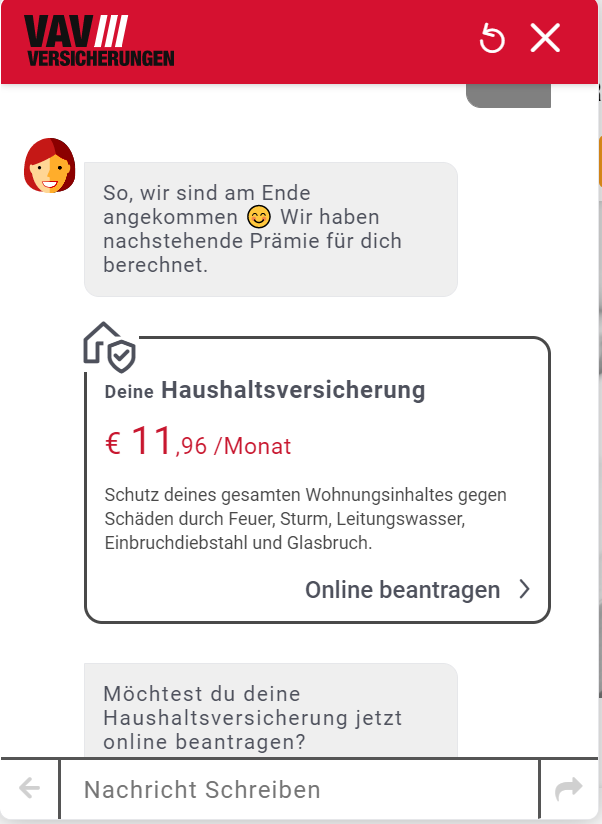 VAV
VERSICHERUNGEN
So, wir sind am Ende
angekommen 😊 Wir haben
nachstehende Prämie für dich
berechnet.
Deine Haushaltsversicherung
€ 11,96 /Monat
Schutz deines gesamten Wohnungsinhaltes gegen
Schäden durch Feuer, Sturm, Leitungswasser,
Einbruchdiebstahl und Glasbruch.
Online beantragen
Möchtest du deine
Haushaltsversicherung jetzt
online beantragen?
Nachricht Schreiben